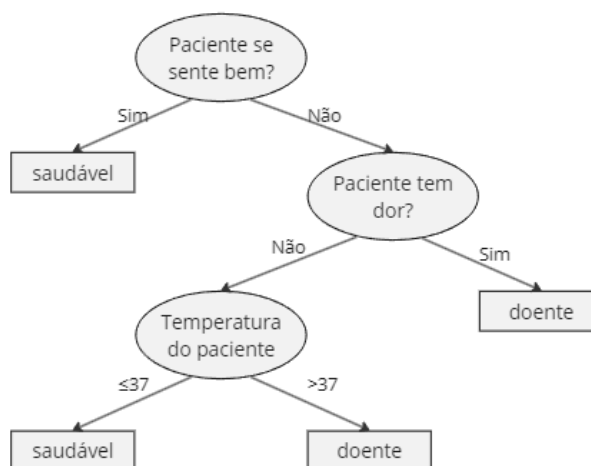 Paciente se
sente bem?
Sim
Não
saudável
Paciente tem
dor?
Não
Sim
Temperatura
do paciente
doente
≤37
>37
saudável
doente